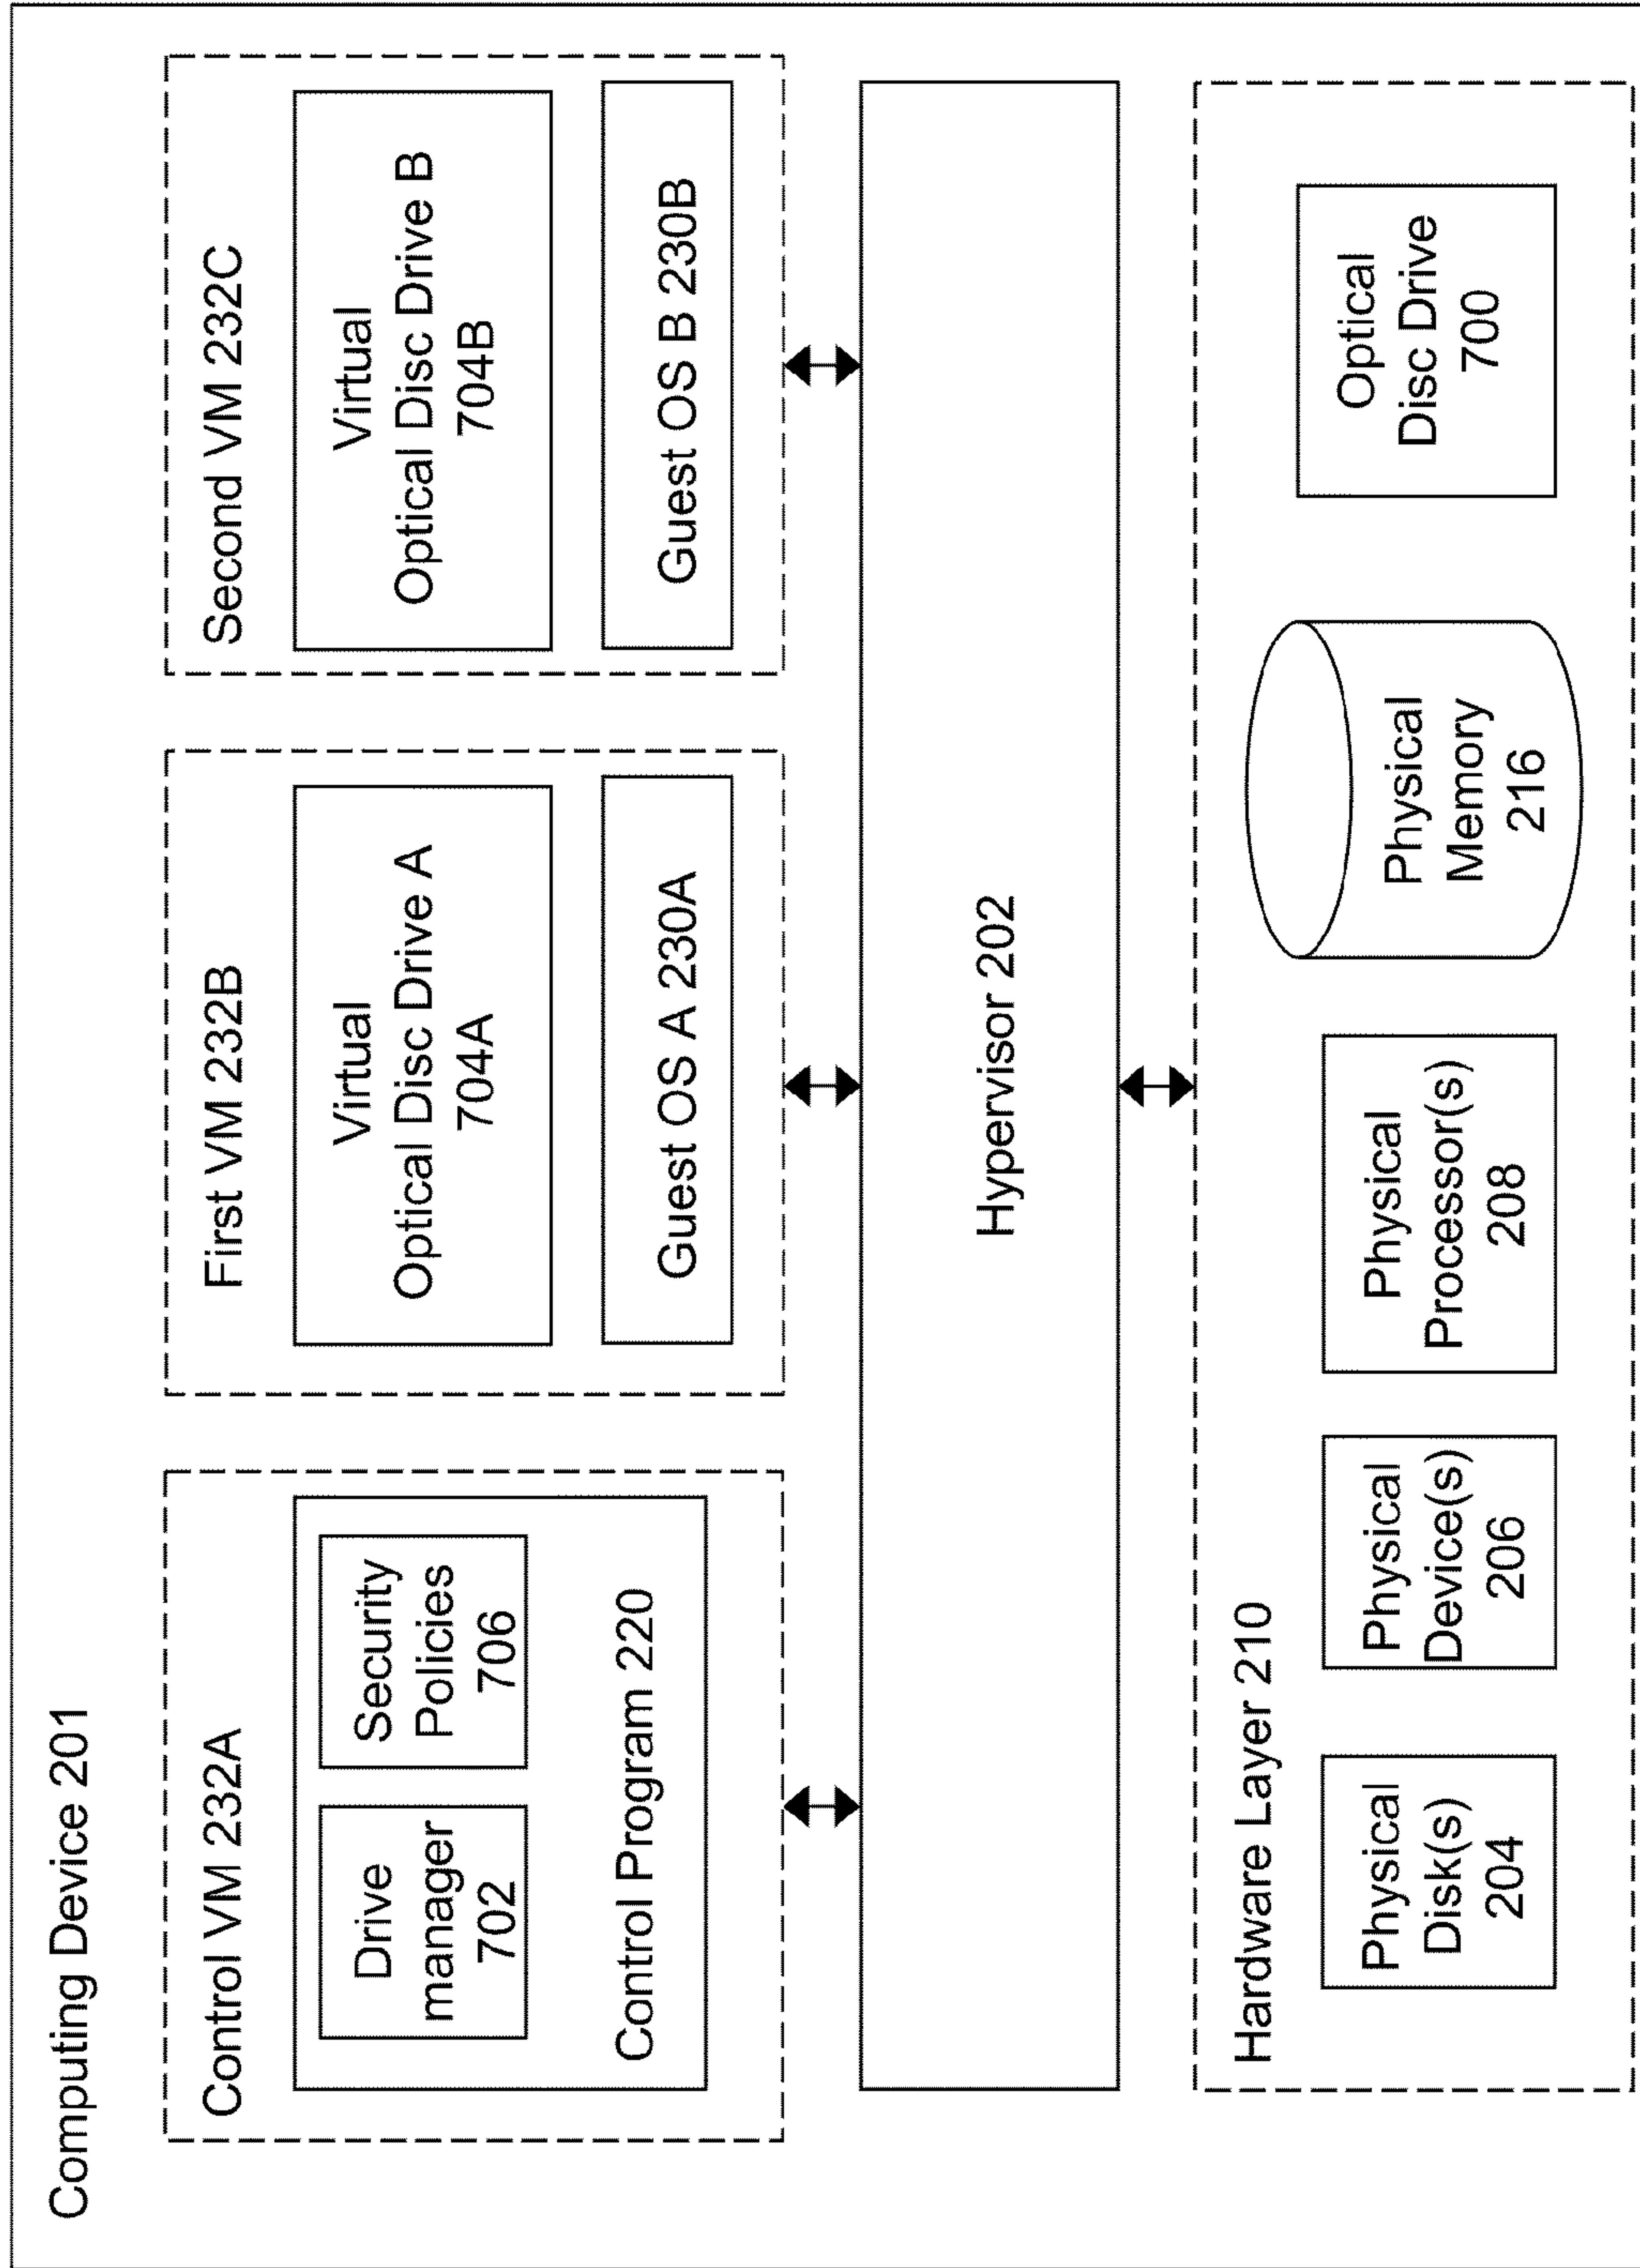 Computing Device 201
Control VM 232A
Drive
manager
702
Security
Policies
706
Control Program 220
First VM 232B
Virtual
Optical Disc Drive A
704A
Guest OS A 230A
Second VM 232C
Virtual
Optical Disc Drive B
704B
Guest OS B 230B
Hypervisor 202
Hardware Layer 210
Physical
Disk(s)
204
Physical
Device(s)
206
Physical
Processor(s)
208
Physical
Memory
216
Optical
Disc Drive
700